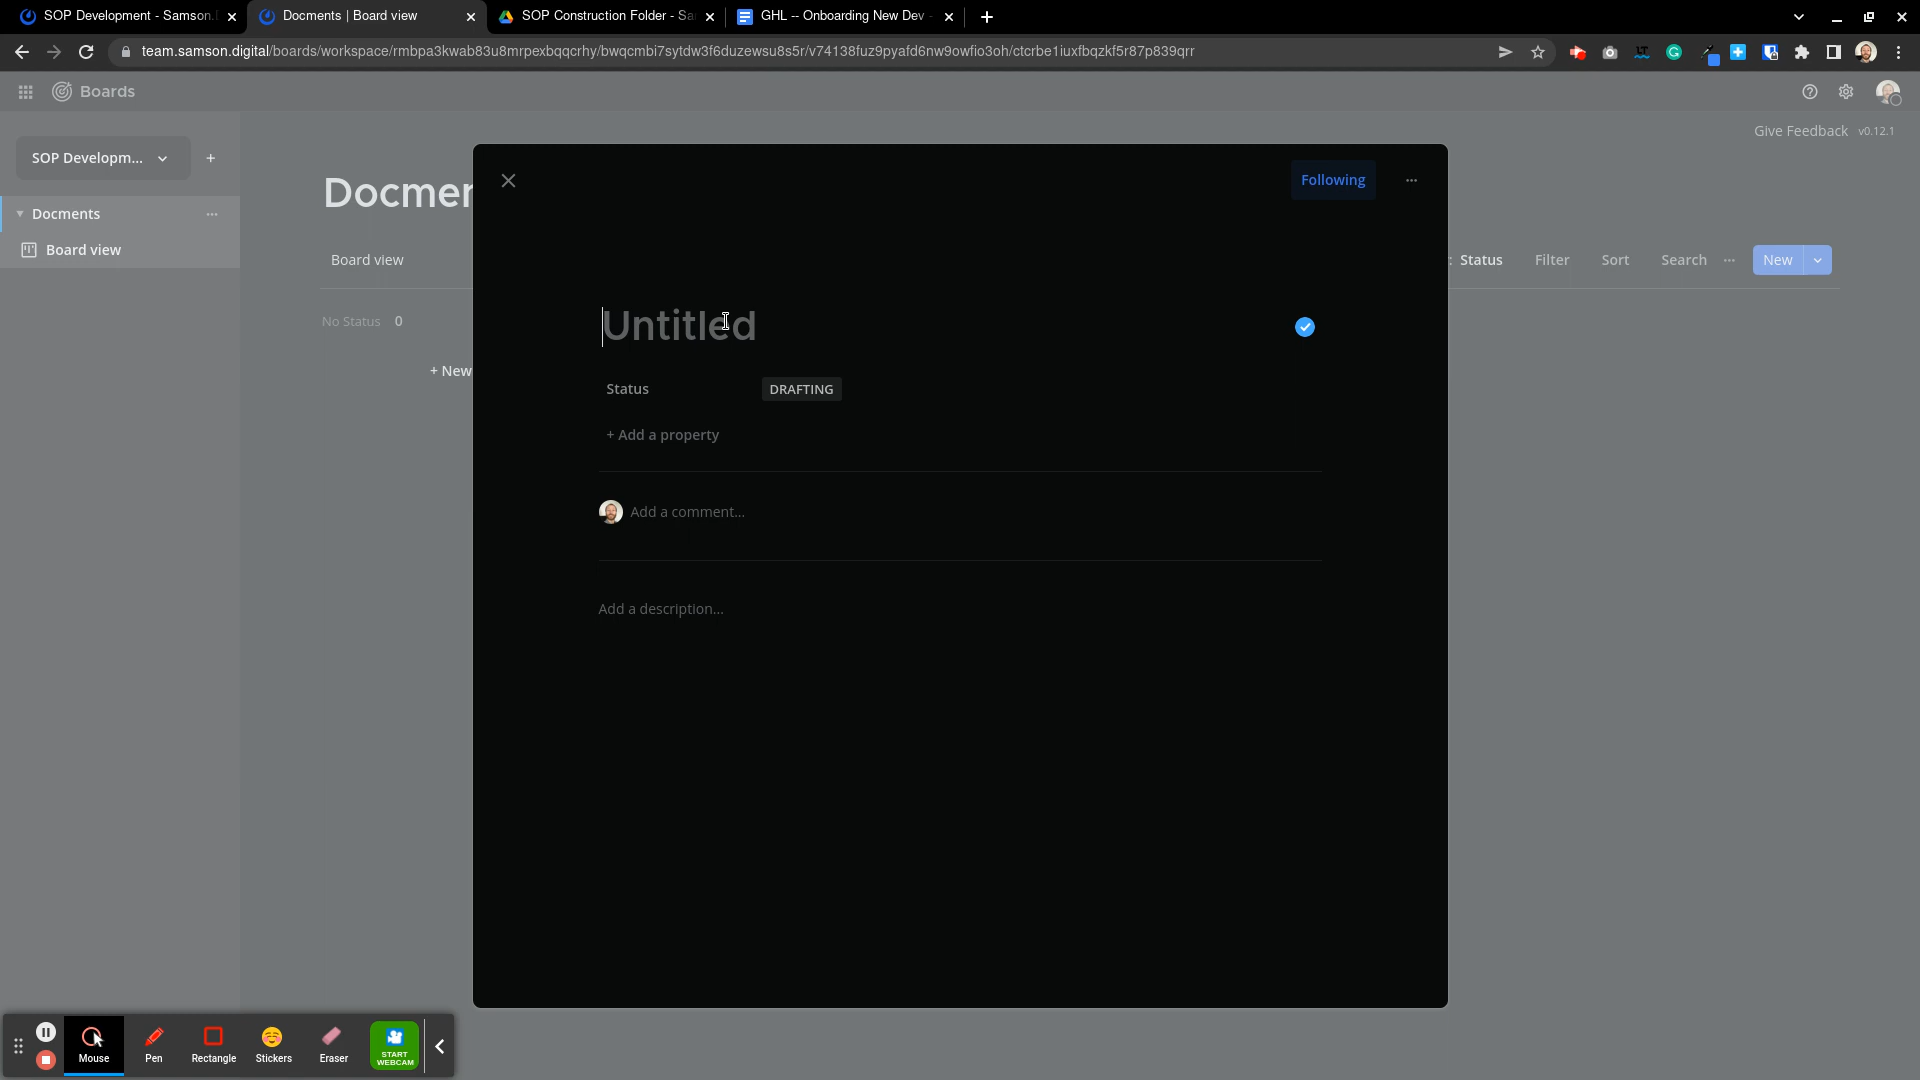 SOP Development - Samson.
Docments | Board view
SOP Construction Folder - Sa
GHL -- Onboarding New Dev -
team.samson.digital/boards/workspace/rmbpa3kwab83u8mrpexbqqcrhy/bwqcmbi7sytdw3f6duzewsu8s5r/v74138fuz9pyafd6nw9owfio3oh/ctcrbe1iuxfbqzkf5r87p839qrr
Boards
Give Feedback v0.12.1
SOP Developm... +
Following
Docmen
Docments
Board view
Board view
: Status Filter Sort Search New
No Status 0
Untitled
+ New
Status DRAFTING
+ Add a property
Add a comment...
Add a description...
Mouse
Pen
Rectangle
Stickers
Eraser
START
WEBCAM